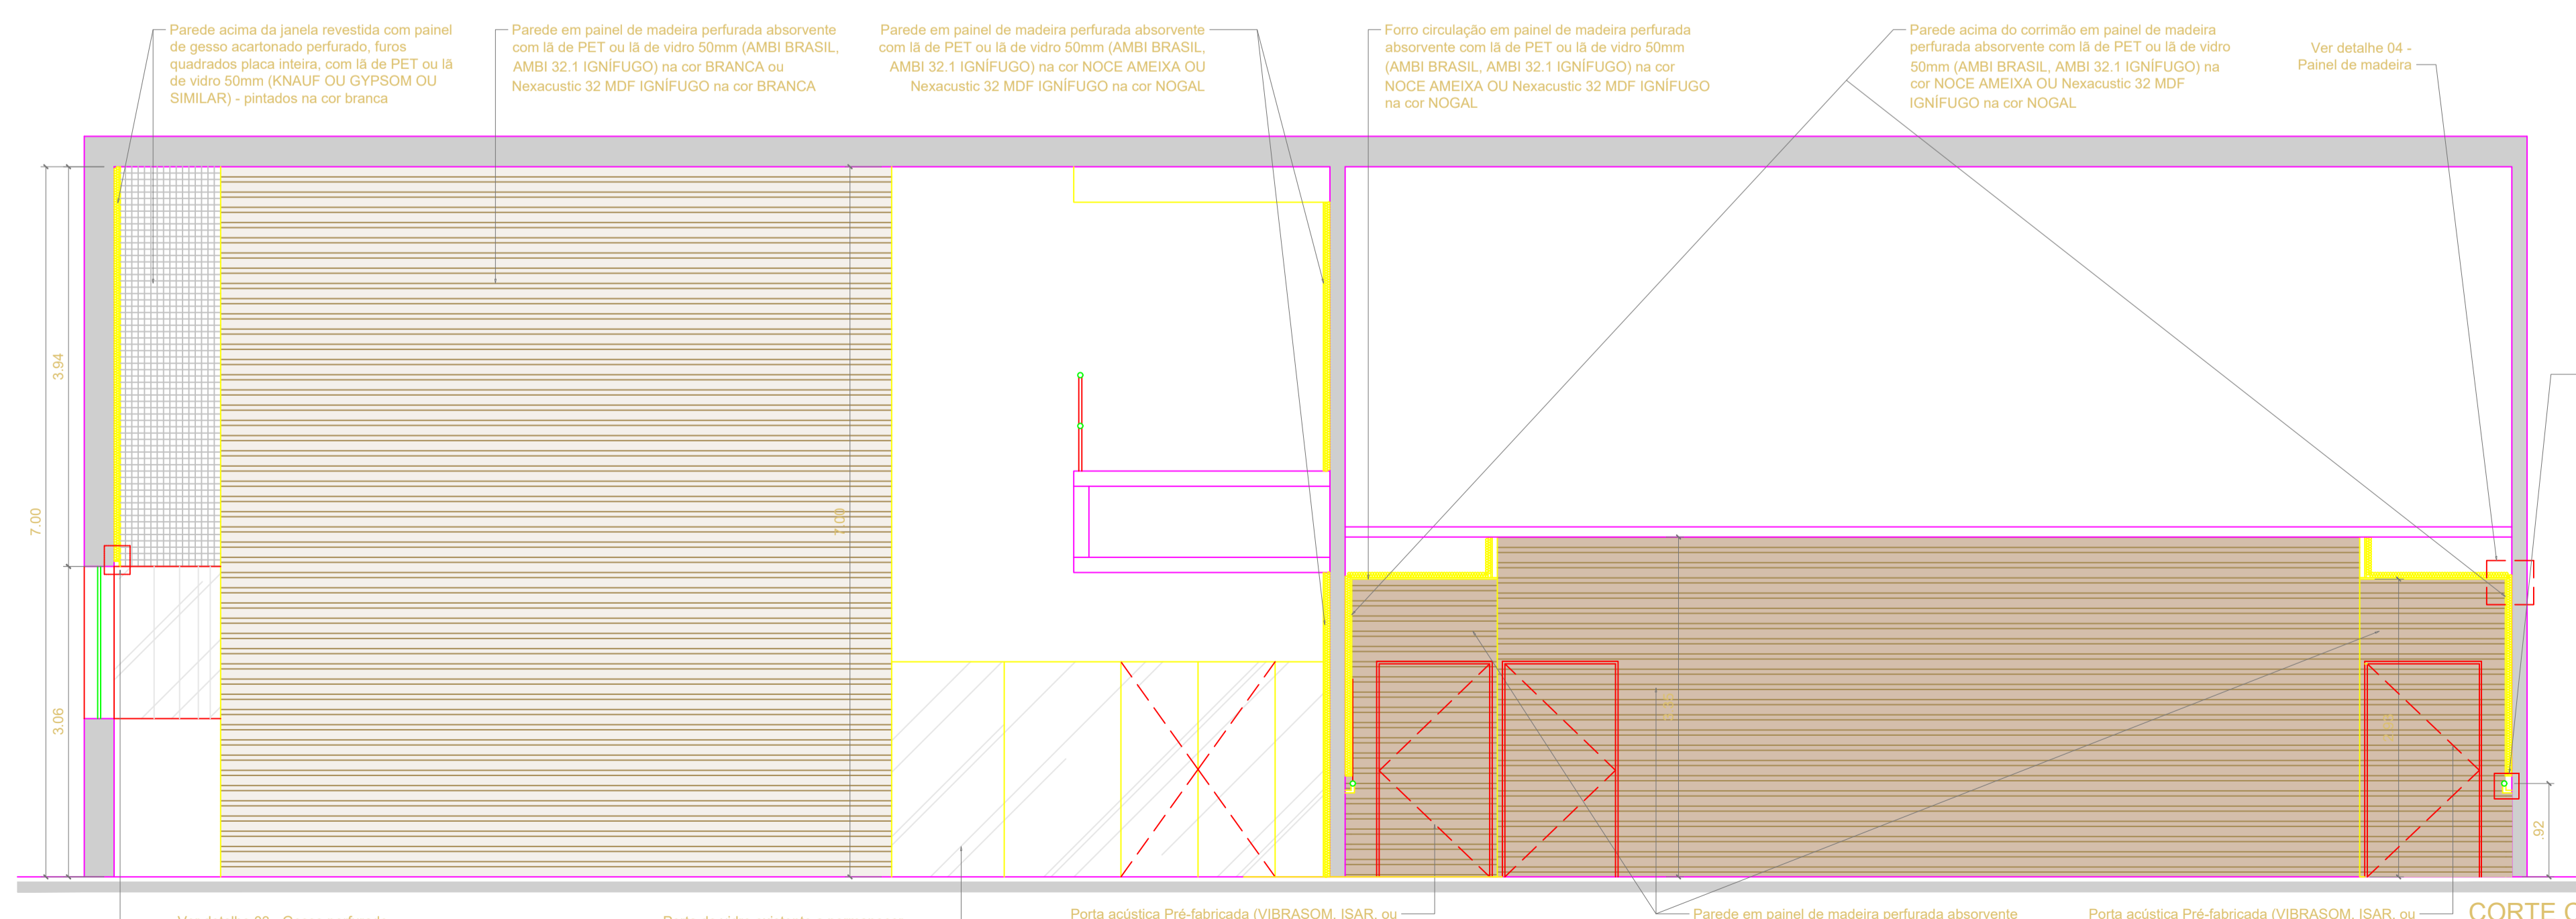 Parede acima da janela revestida com painel
de gesso acartonado perfurado, furos
quadrados placa inteira, com lã de PET ou lã
de vidro 50mm (KNAUF OU GYPSOM OU
SIMILAR) - pintados na cor branca
Parede em painel de madeira perfurada absorvente
com lã de PET ou lã de vidro 50mm (AMBI BRASIL,
AMBI 32.1 IGNÍFUGO) na cor BRANCA ou
Nexacustic 32 MDF IGNÍFUGO na cor BRANCA
Parede em painel de madeira perfurada absorvente
com lã de PET ou lã de vidro 50mm (AMBI BRASIL,
AMBI 32.1 IGNÍFUGO) na cor NOCE AMEIXA OU
Nexacustic 32 MDF IGNÍFUGO na cor NOGAL
Forro circulação em painel de madeira perfurada
absorvente com lã de PET ou lã de vidro 50mm
(AMBI BRASIL, AMBI 32.1 IGNÍFUGO) na cor
NOCE AMEIXA OU Nexacustic 32 MDF IGNÍFUGO
na cor NOGAL
Parede acima do corrimão em painel de madeira
perfurada absorvente com lã de PET ou lã de vidro
50mm (AMBI BRASIL, AMBI 32.1 IGNÍFUGO) na
cor NOCE AMEIXA OU Nexacustic 32 MDF
IGNÍFUGO na cor NOGAL
Ver detalhe 04 -
Painel de madeira
3.94
7.00
7.00
3.06
.92
Porta acústica Pré-fabricada (VIBRASOM, ISAR, ou
Parede em painel de madeira perfurada absorvente
Porta acústica Pré-fabricada (VIBRASOM, ISAR, ou
CORTE